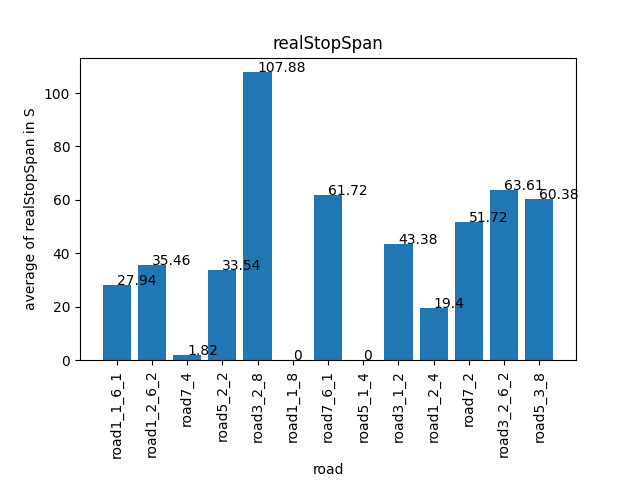 realStopSpan
average of realStopSpan in S
100
80
60
40
20
0
27.94
35.46
1.82
33.54
107.88
0
61.72
0
43.38
19.4
51.72
63.61
60.38
road1_1_6_1
road1_2_6_2
road7_4
road5_2_2
road3_2_8
road1_1_8
road7_6_1
road5_1_4
road3_1_2
road1_2_4
road7_2
road3_2_6_2
road5_3_8
road